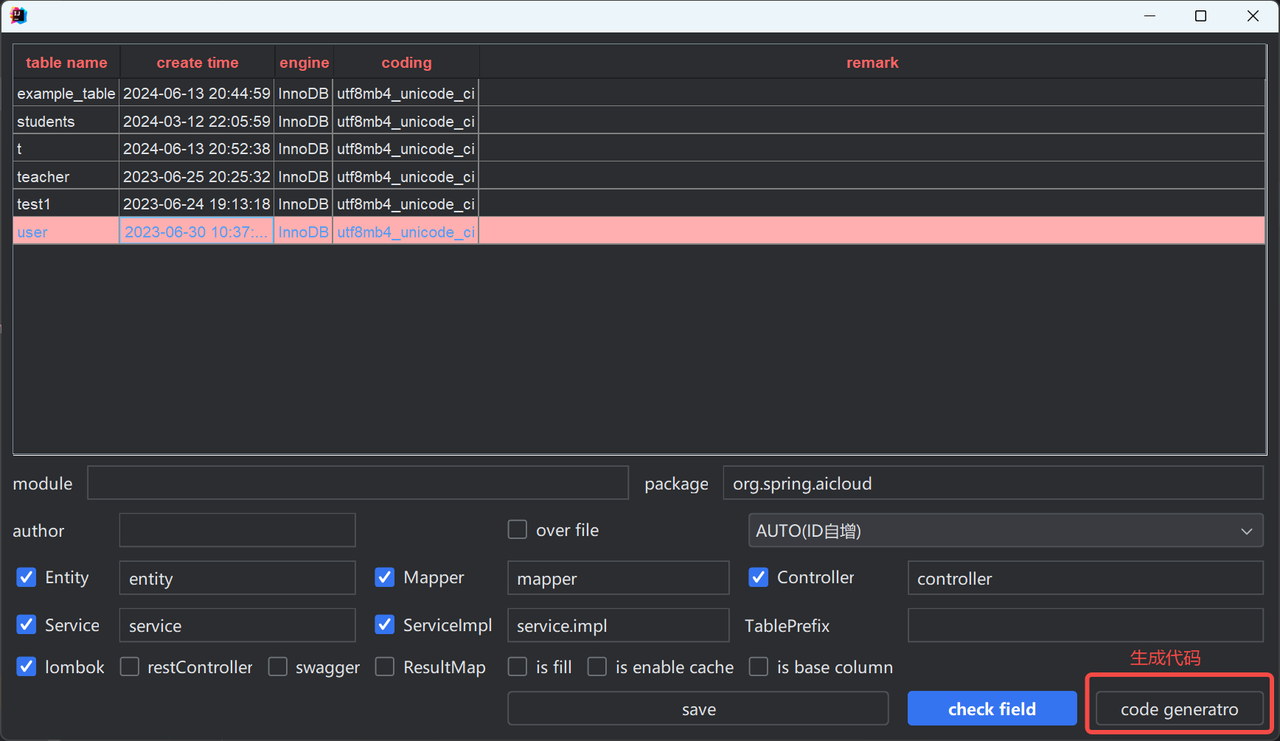 table name create time engine coding remark
example_table 2024-06-13 20:44:59 InnoDB utf8mb4_unicode_ci
students 2024-03-12 22:05:59 InnoDB utf8mb4_unicode_ci
t 2024-06-13 20:52:38 InnoDB utf8mb4_unicode_ci
teacher 2023-06-25 20:25:32 InnoDB utf8mb4_unicode_ci
test1 2023-06-24 19:13:18 InnoDB utf8mb4_unicode_ci
user 2023-06-30 10:37:... InnoDB utf8mb4_unicode_ci
module package org.spring.aicloud
author over file AUTO(ID自增)
Entity entity Mapper mapper Controller controller
Service service ServiceImpl service.impl TablePrefix
lombok restController swagger ResultMap is fill is enable cache is base column
生成代码
save check field code generatro